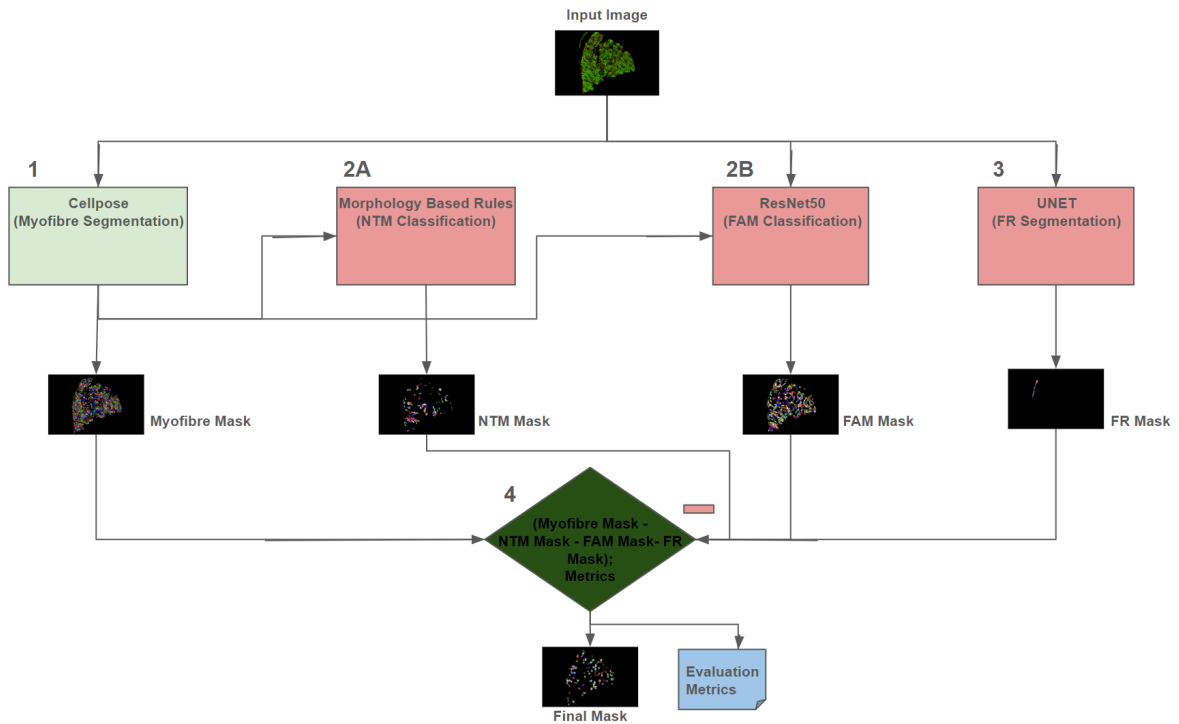 Input Image
1
2A
2B
3
Cellpose
(Myofibre Segmentation)
Morphology Based Rules
(NTM Classification)
ResNet50
(FAM Classification)
UNET
(FR Segmentation)
Myofibre Mask
NTM Mask
FAM Mask
FR Mask
4
(Myofibre Mask -
NTM Mask - FAM Mask- FR
Mask);
Metrics
Evaluation
Metrics
Final Mask